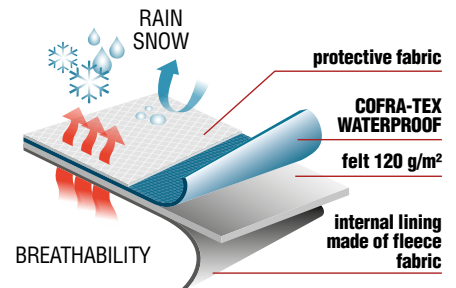 RAIN
SNOW
protective fabric
COFRA-TEX
WATERPROOF
felt 120 g/m²
internal lining
made of fleece
fabric
BREATHABILITY